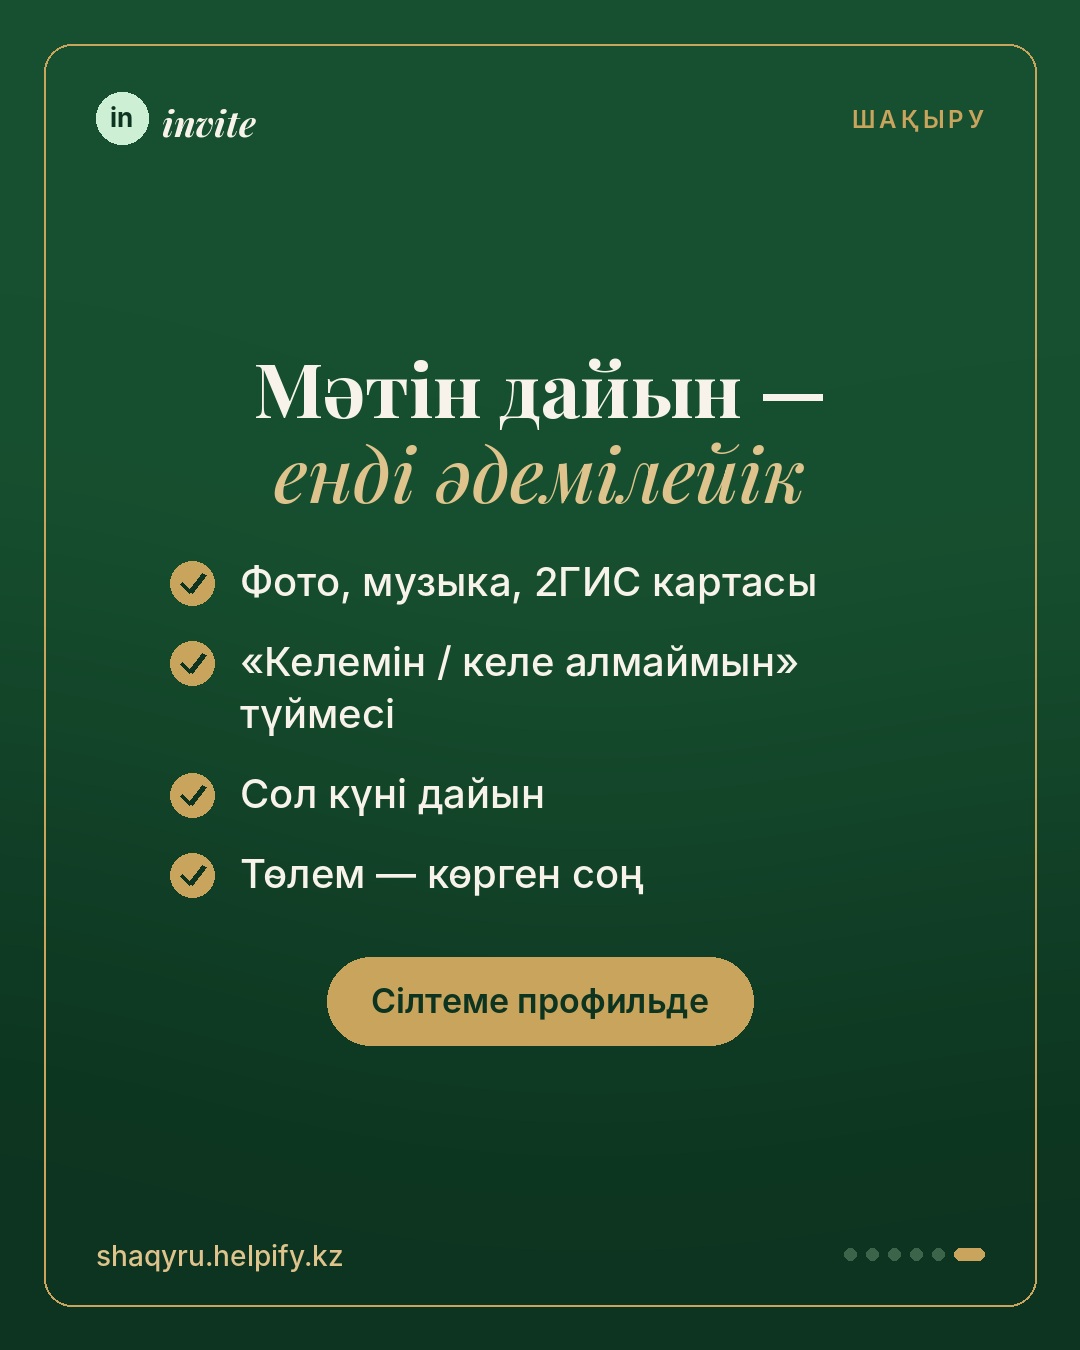 in invite
ШАҚЫРУ
Мәтін дайын —
енді әдемілейік
Фото, музыка, 2ГИС картасы
«Келемін / келе алмаймын»
түймесі
Сол күні дайын
Төлем — көрген соң
Сілтеме профильде
shaqyru.helpify.kz